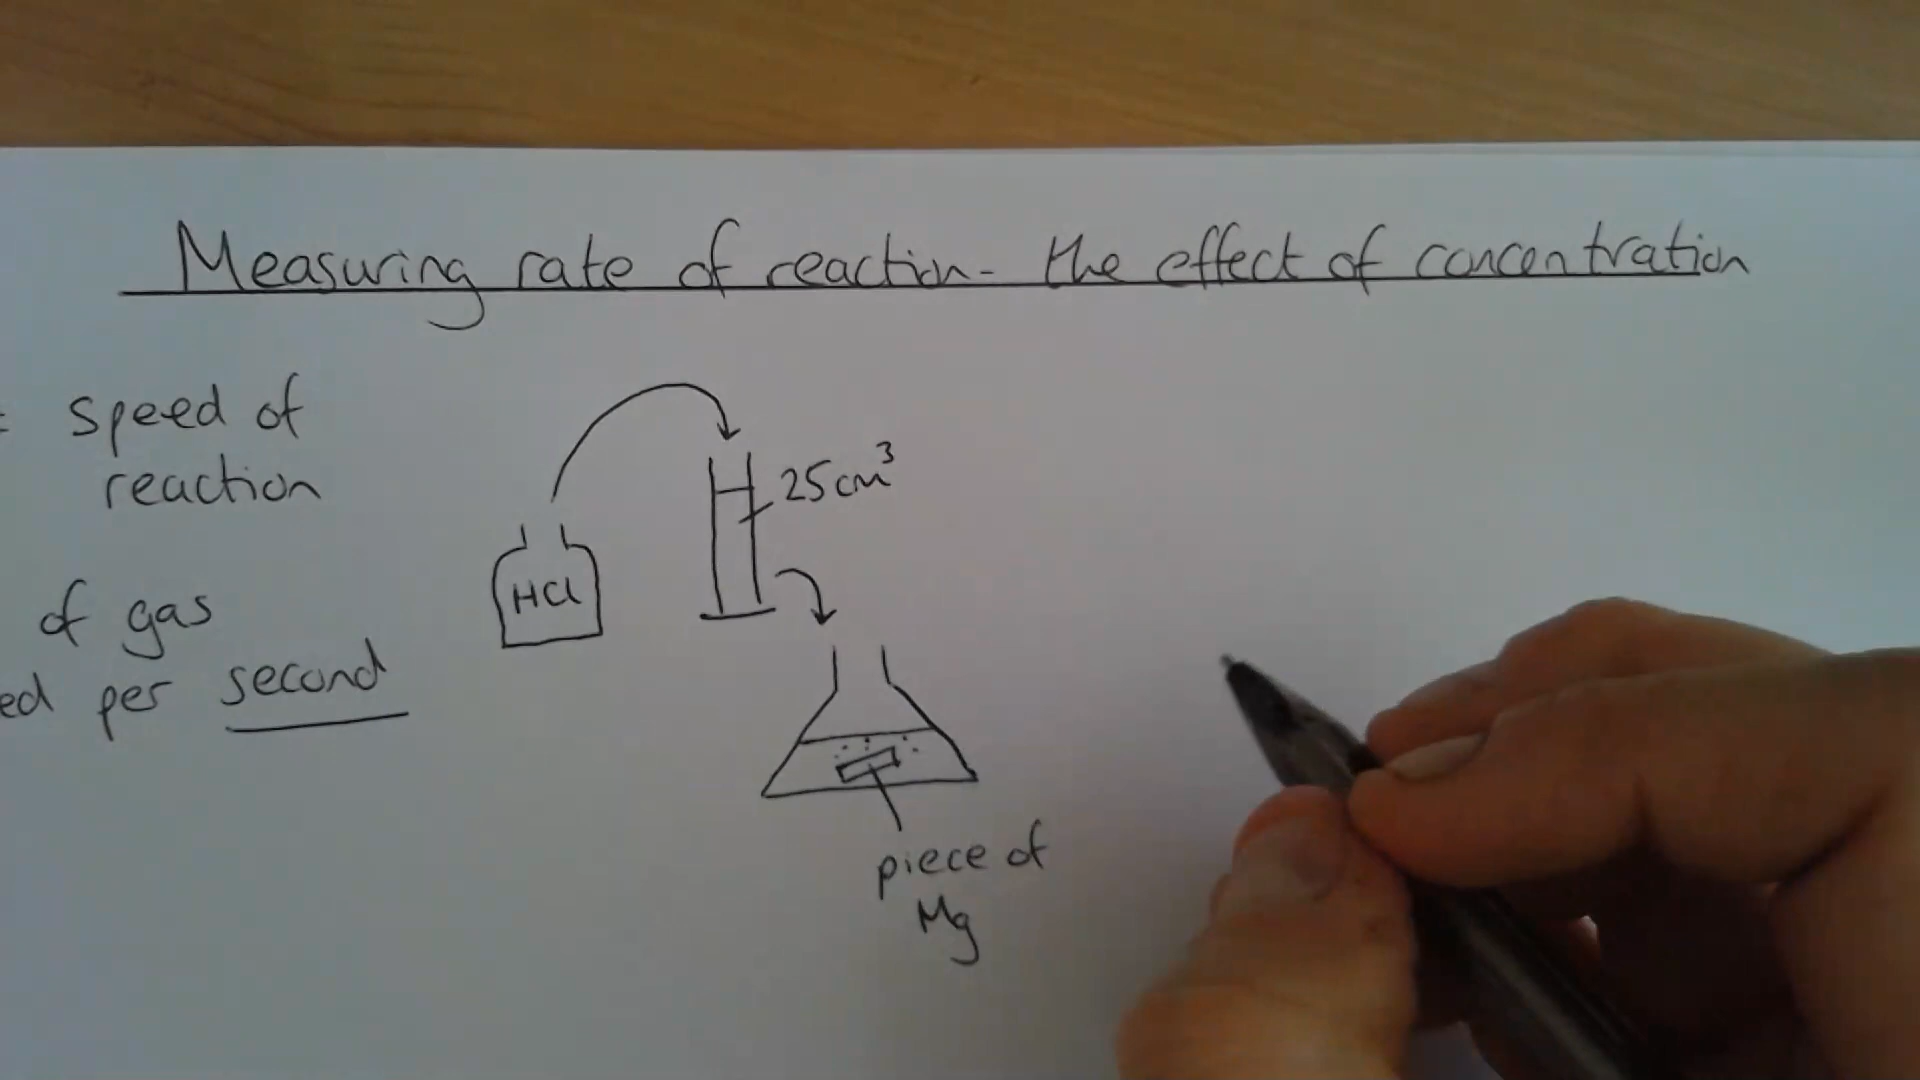 Measuring rate of reaction - the effect of concentration
= speed of
reaction
of gas
per second
25cm³
HCl
piece of
Mg